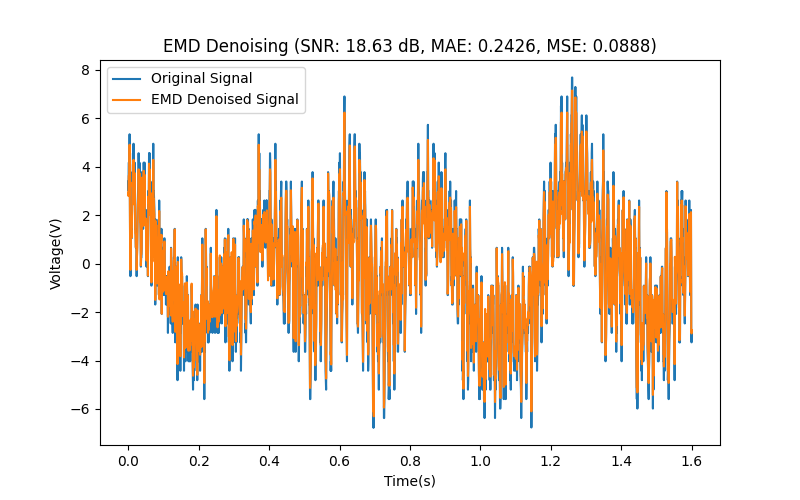 EMD Denoising (SNR: 18.63 dB, MAE: 0.2426, MSE: 0.0888)
Original Signal
EMD Denoised Signal
8
6
4
2
0
−2
−4
−6
Voltage(V)
0.0 0.2 0.4 0.6 0.8 1.0 1.2 1.4 1.6
Time(s)